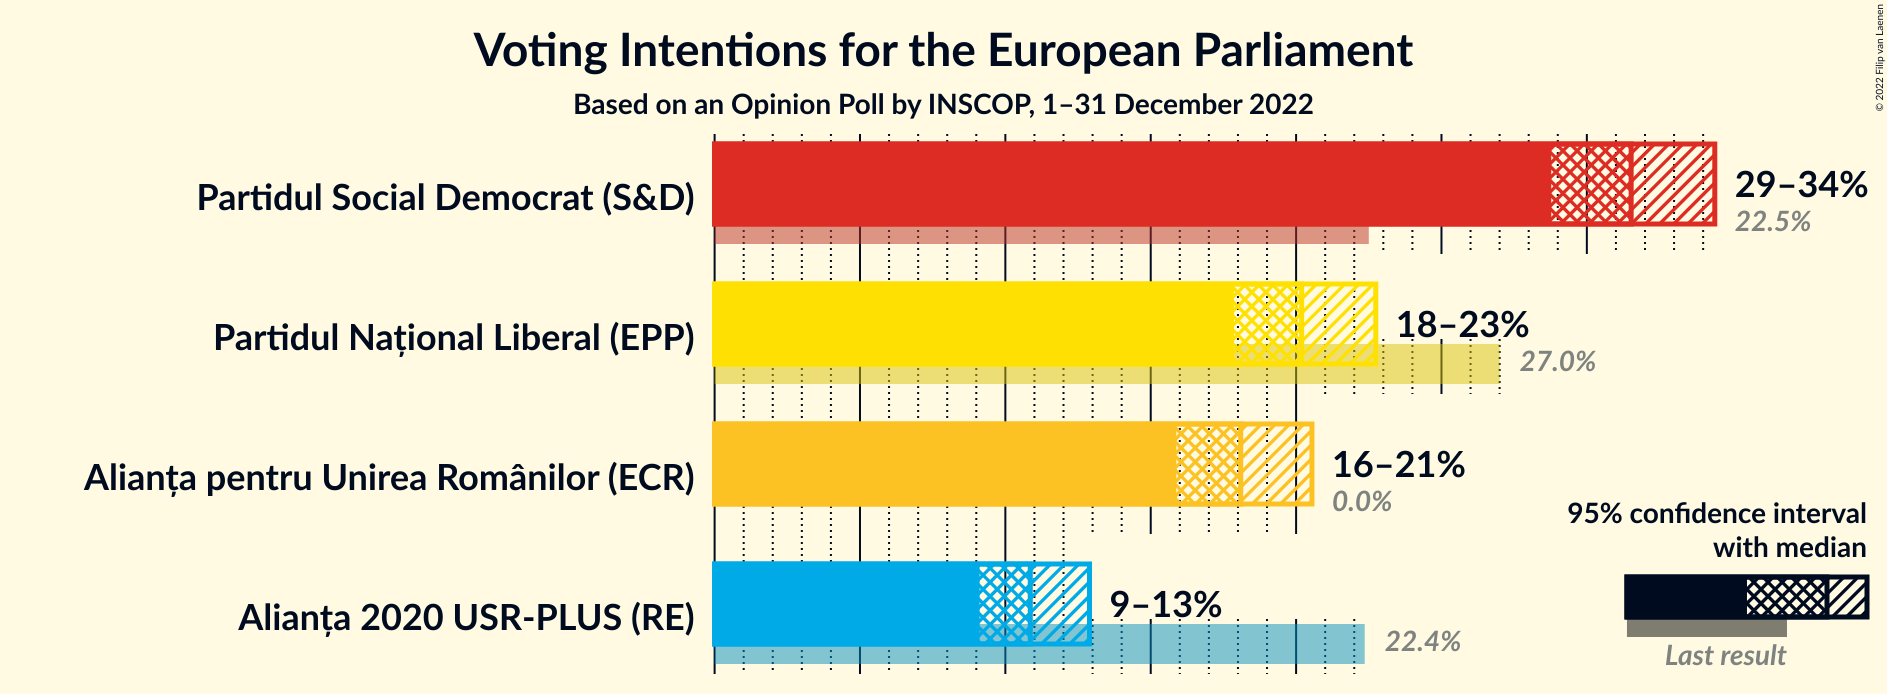 Voting Intentions for the European Parliament
Based on an Opinion Poll by INSCOP, 1–31 December 2022
© 2022 Filip van Laenen
Partidul Social Democrat (S&D)
29–34%
22.5%
Partidul Național Liberal (EPP)
18–23%
27.0%
Alianța pentru Unirea Românilor (ECR)
16–21%
0.0%
Alianța 2020 USR-PLUS (RE)
9–13%
22.4%
95% confidence interval
with median
Last result